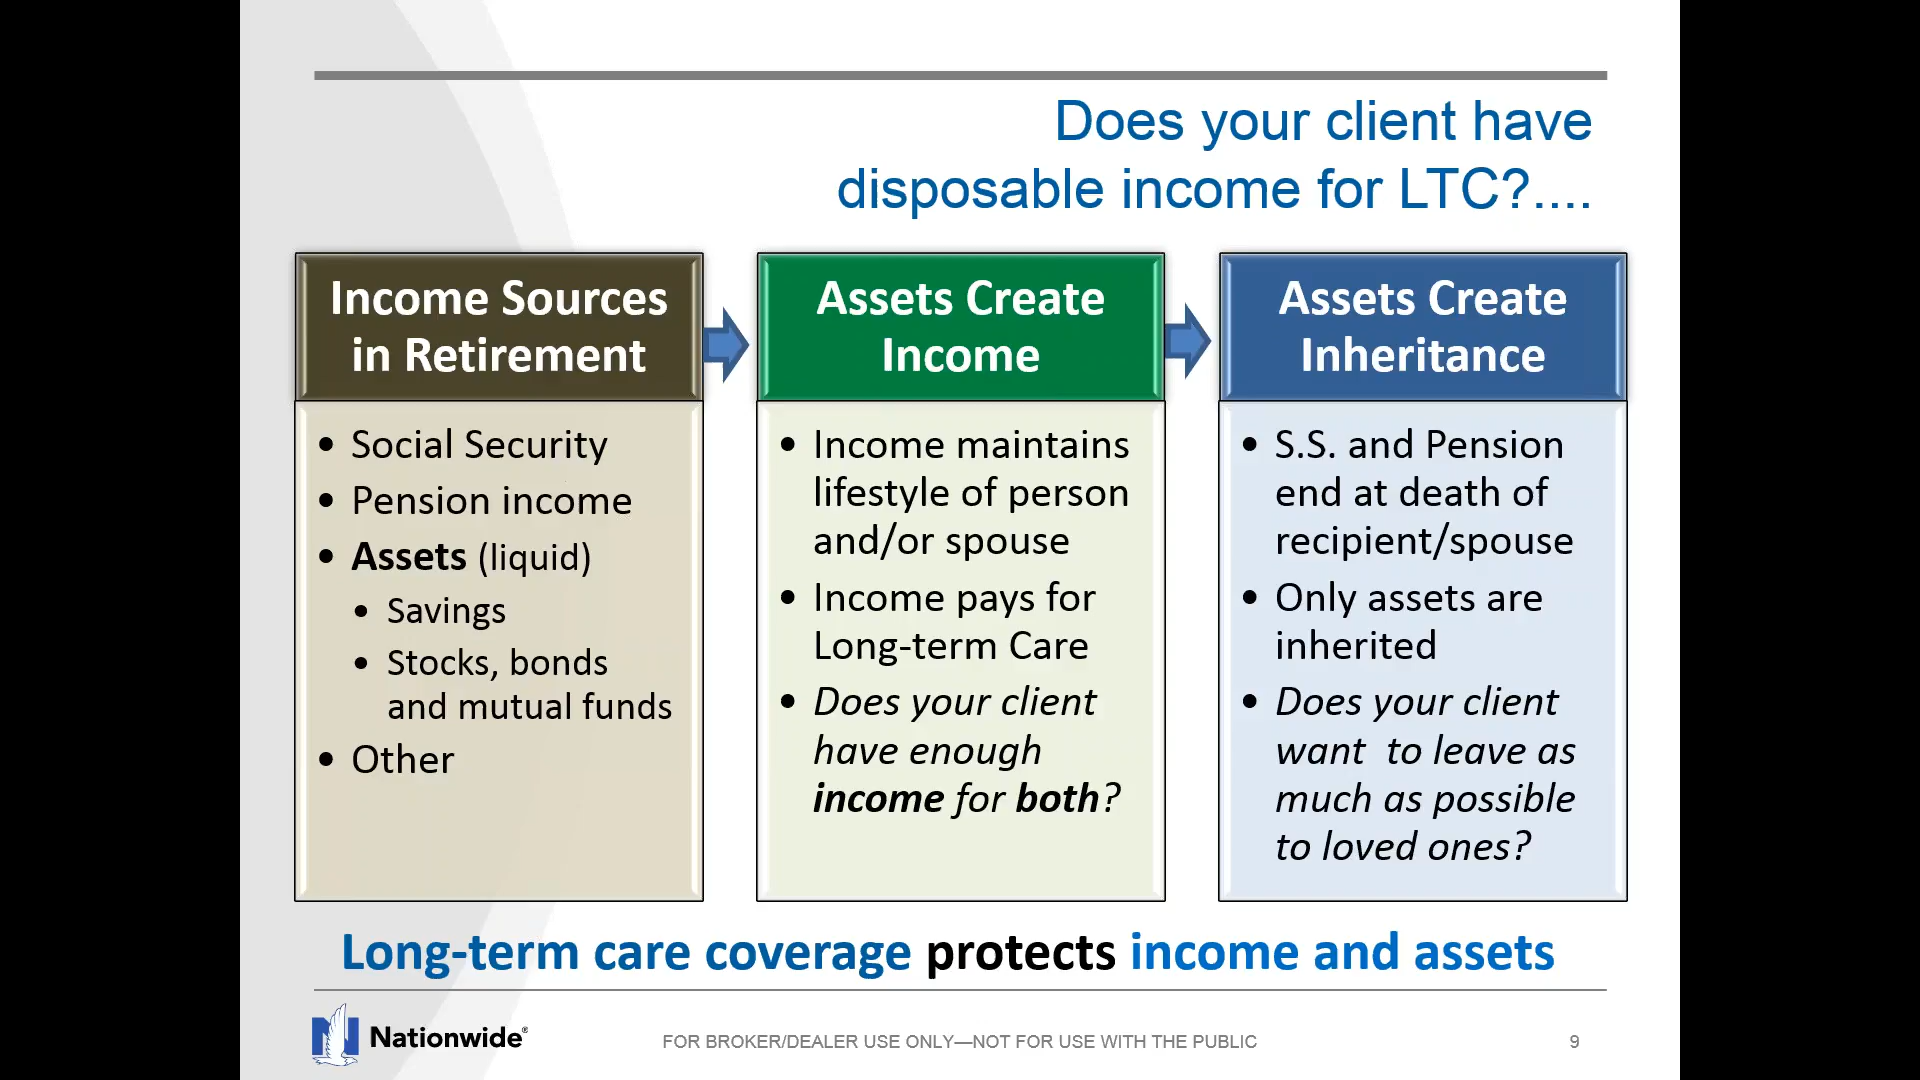 Does your client have
disposable income for LTC?....
Income Sources
in Retirement
• Social Security
• Pension income
• Assets (liquid)
• Savings
• Stocks, bonds
and mutual funds
• Other
Assets Create
Income
• Income maintains
lifestyle of person
and/or spouse
• Income pays for
Long-term Care
• Does your client
have enough
income for both?
Assets Create
Inheritance
• S.S. and Pension
end at death of
recipient/spouse
• Only assets are
inherited
• Does your client
want  to leave as
much as possible
to loved ones?
Long-term care coverage protects income and assets
N Nationwide®
FOR BROKER/DEALER USE ONLY—NOT FOR USE WITH THE PUBLIC
9